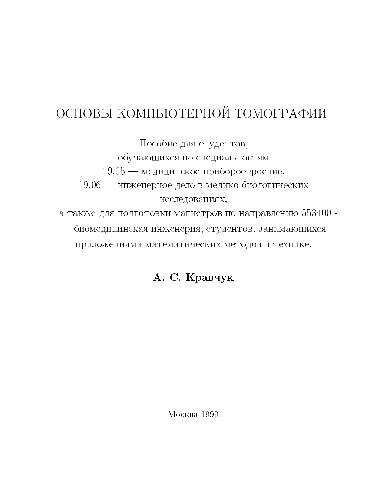 ОСНОВЫ КОМПЬЮТЕРНОЙ ТОМОГРАФИИ
Пособие для студентов,
обучающихся по специальностям
19.05 — медицинское приборостроение,
19.06 — инженерное дело в медико-биологических
исследованиях,
а также для подготовки магистров по направлению 553400 -
биомедицинская инженерия, студентов, занимающихся
приложениями математических методов в технике.
А. С. Кравчук
Москва